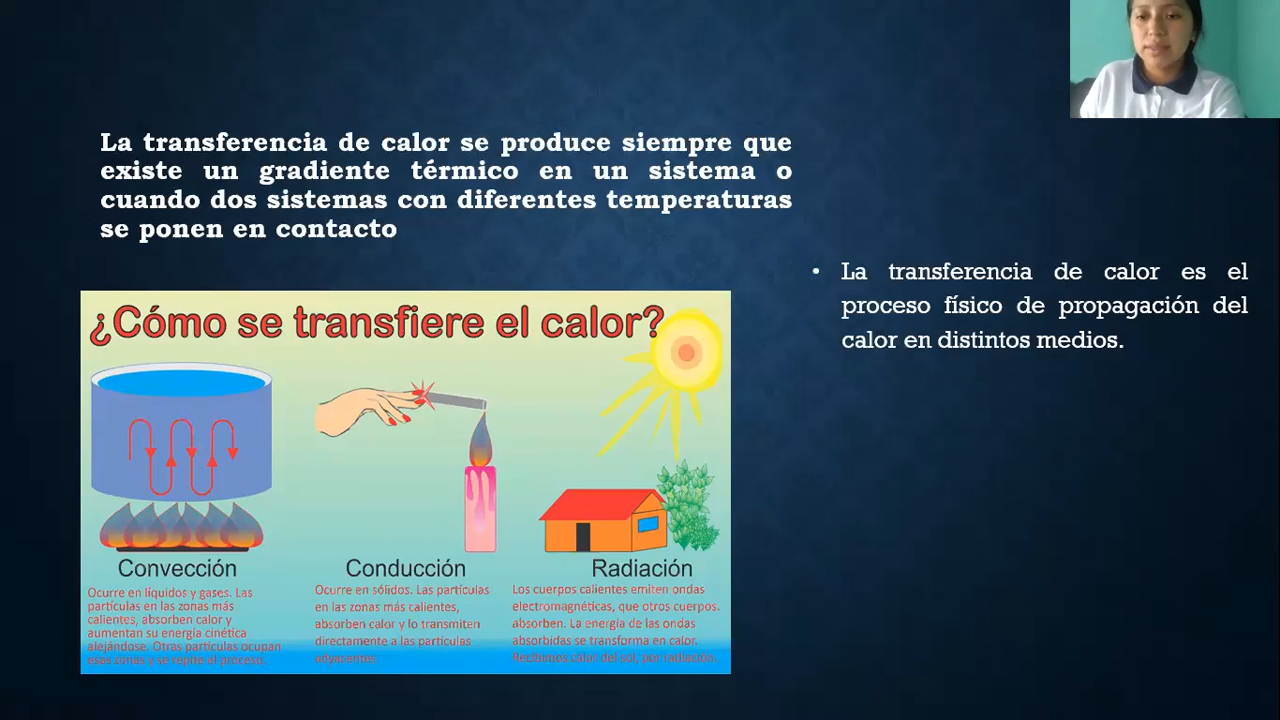 La transferencia de calor se produce siempre que
existe un gradiente térmico en un sistema o
cuando dos sistemas con diferentes temperaturas
se ponen en contacto
• La transferencia de calor es el
proceso físico de propagación del
calor en distintos medios.
¿Cómo se transfiere el calor?
Convección
Ocurre en líquidos y gases. Las
partículas en las zonas más
calientes, absorben calor y
aumentan su energía cinética
alejándose. Otras partículas ocupan
esas zonas y se repite al proceso.
Conducción
Ocurre en sólidos. Las partículas
en las zonas más calientes,
absorben calor y lo transmiten
directamente a las partículas
adyacentes
Radiación
Los cuerpos calientes emiten ondas
electromagnéticas, que otros cuerpos.
absorben. La energía de las ondas
absorbidas se transforma en calor.
Recibimos calor del sol, por radiación.